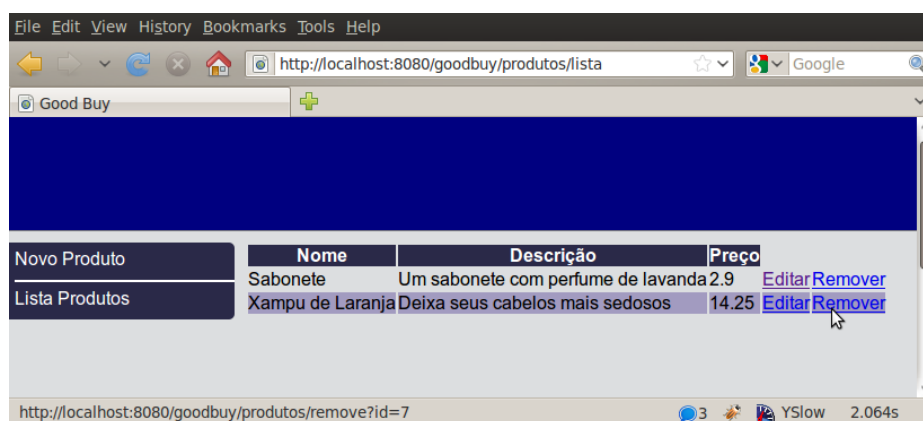 File Edit View History Bookmarks Tools Help
http://localhost:8080/goodbuy/produtos/lista Google
Good Buy
Novo Produto
Lista Produtos
Nome Descrição Preço
Sabonete Um sabonete com perfume de lavanda 2.9 Editar Remover
Xampu de Laranja Deixa seus cabelos mais sedosos 14.25 Editar Remover
http://localhost:8080/goodbuy/produtos/remove?id=7 3 YSlow 2.064s